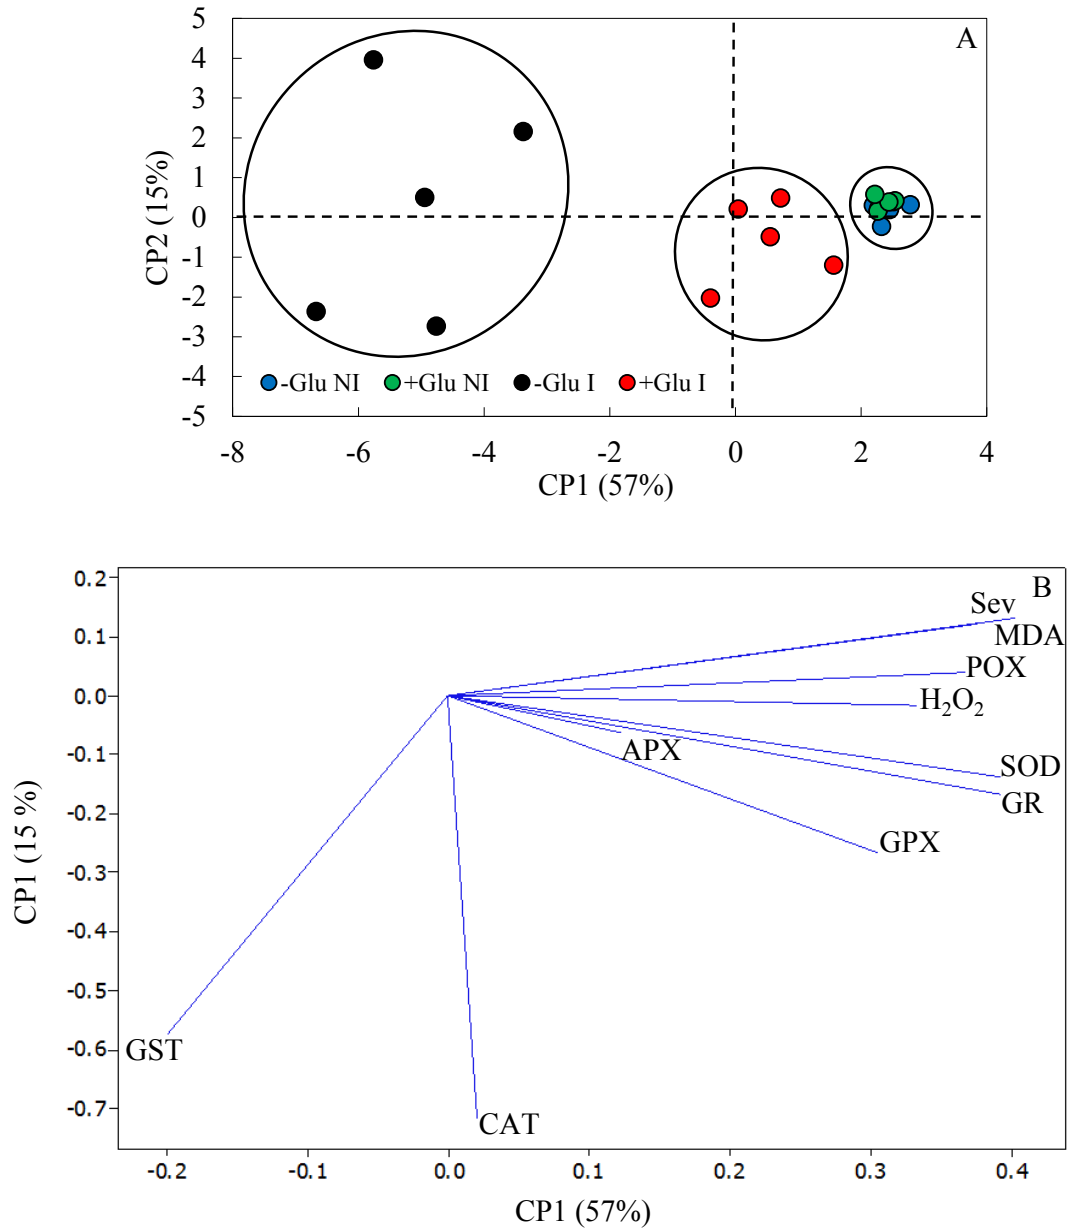 A
5
4
3
2
1
0
-1
-2
-3
-4
-5
CP2 (15%)
-Glu NI +Glu NI -Glu I +Glu I
-8 -6 -4 -2 0 2 4
CP1 (57%)
B
0.2
0.1
0.0
-0.1
-0.2
-0.3
-0.4
-0.5
-0.6
-0.7
CP1 (15 %)
Sev
MDA
POX
H₂O₂
APX
SOD
GR
GPX
GST
CAT
-0.2 -0.1 0.0 0.1 0.2 0.3 0.4
CP1 (57%)